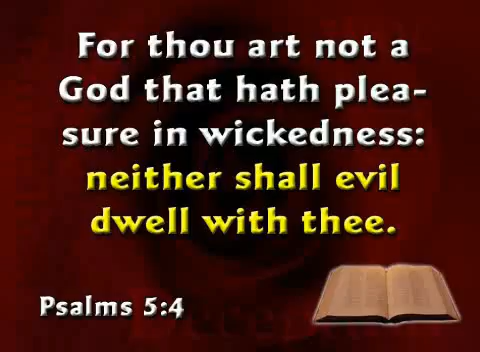 For thou art not a
God that hath plea-
sure in wickedness:
neither shall evil
dwell with thee.
Psalms 5:4